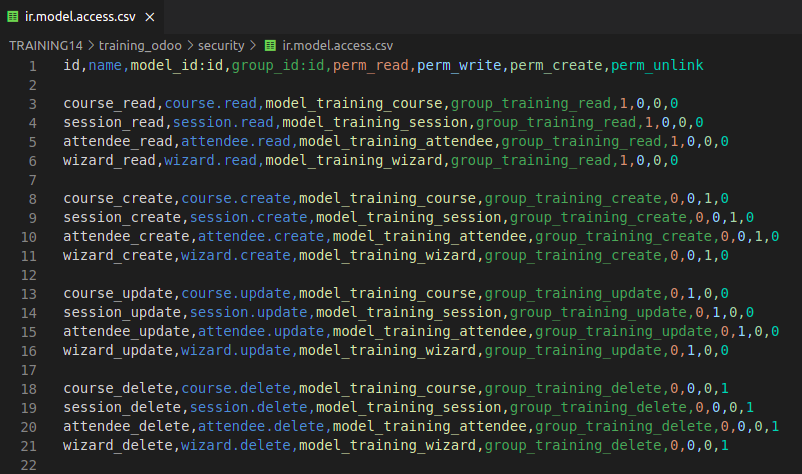 ir.model.access.csv ×
TRAINING14 > training_odoo > security > ir.model.access.csv
1 id,name,model_id:id,group_id:id,perm_read,perm_write,perm_create,perm_unlink
2
3 course_read,course.read,model_training_course,group_training_read,1,0,0,0
4 session_read,session.read,model_training_session,group_training_read,1,0,0,0
5 attendee_read,attendee.read,model_training_attendee,group_training_read,1,0,0,0
6 wizard_read,wizard.read,model_training_wizard,group_training_read,1,0,0,0
7
8 course_create,course.create,model_training_course,group_training_create,0,0,1,0
9 session_create,session.create,model_training_session,group_training_create,0,0,1,0
10 attendee_create,attendee.create,model_training_attendee,group_training_create,0,0,1,0
11 wizard_create,wizard.create,model_training_wizard,group_training_create,0,0,1,0
12
13 course_update,course.update,model_training_course,group_training_update,0,1,0,0
14 session_update,session.update,model_training_session,group_training_update,0,1,0,0
15 attendee_update,attendee.update,model_training_attendee,group_training_update,0,1,0,0
16 wizard_update,wizard.update,model_training_wizard,group_training_update,0,1,0,0
17
18 course_delete,course.delete,model_training_course,group_training_delete,0,0,0,1
19 session_delete,session.delete,model_training_session,group_training_delete,0,0,0,1
20 attendee_delete,attendee.delete,model_training_attendee,group_training_delete,0,0,0,1
21 wizard_delete,wizard.delete,model_training_wizard,group_training_delete,0,0,0,1
22